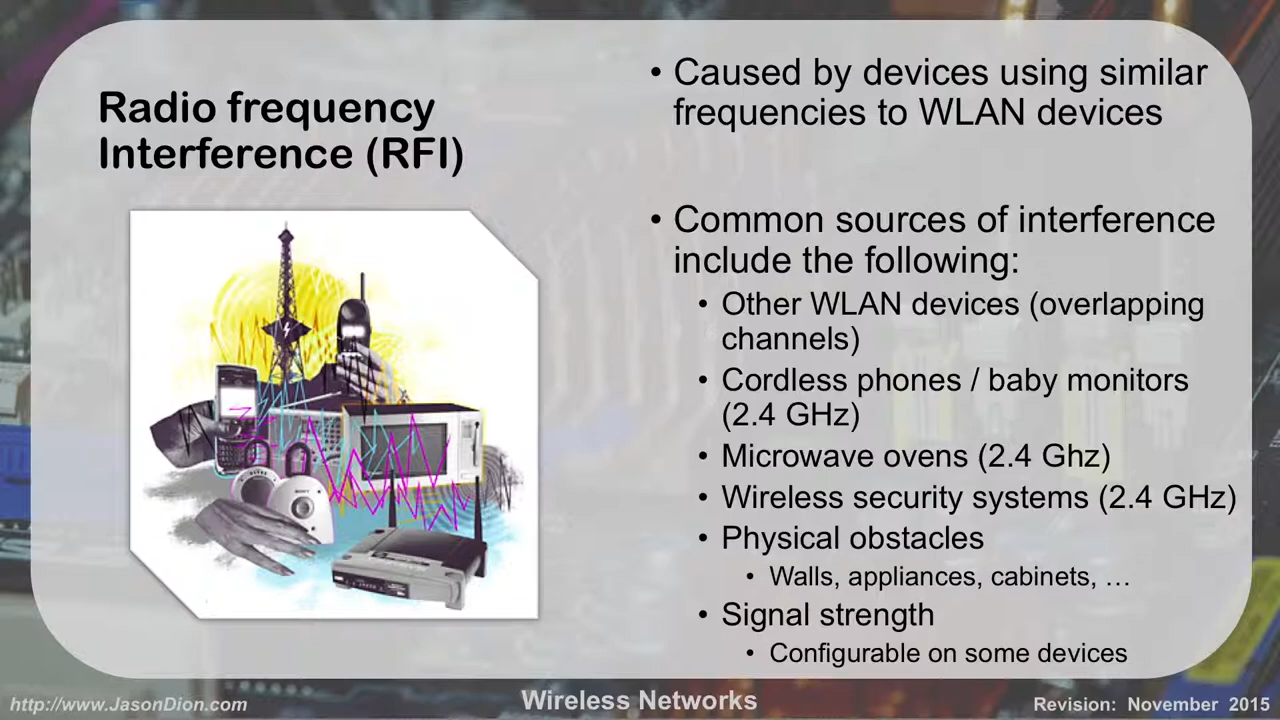 Radio frequency
Interference (RFI)
• Caused by devices using similar
frequencies to WLAN devices
• Common sources of interference
include the following:
• Other WLAN devices (overlapping
channels)
• Cordless phones / baby monitors
(2.4 GHz)
• Microwave ovens (2.4 Ghz)
• Wireless security systems (2.4 GHz)
• Physical obstacles
• Walls, appliances, cabinets, …
• Signal strength
• Configurable on some devices
http://www.JasonDion.com
Wireless Networks
Revision: November 2015